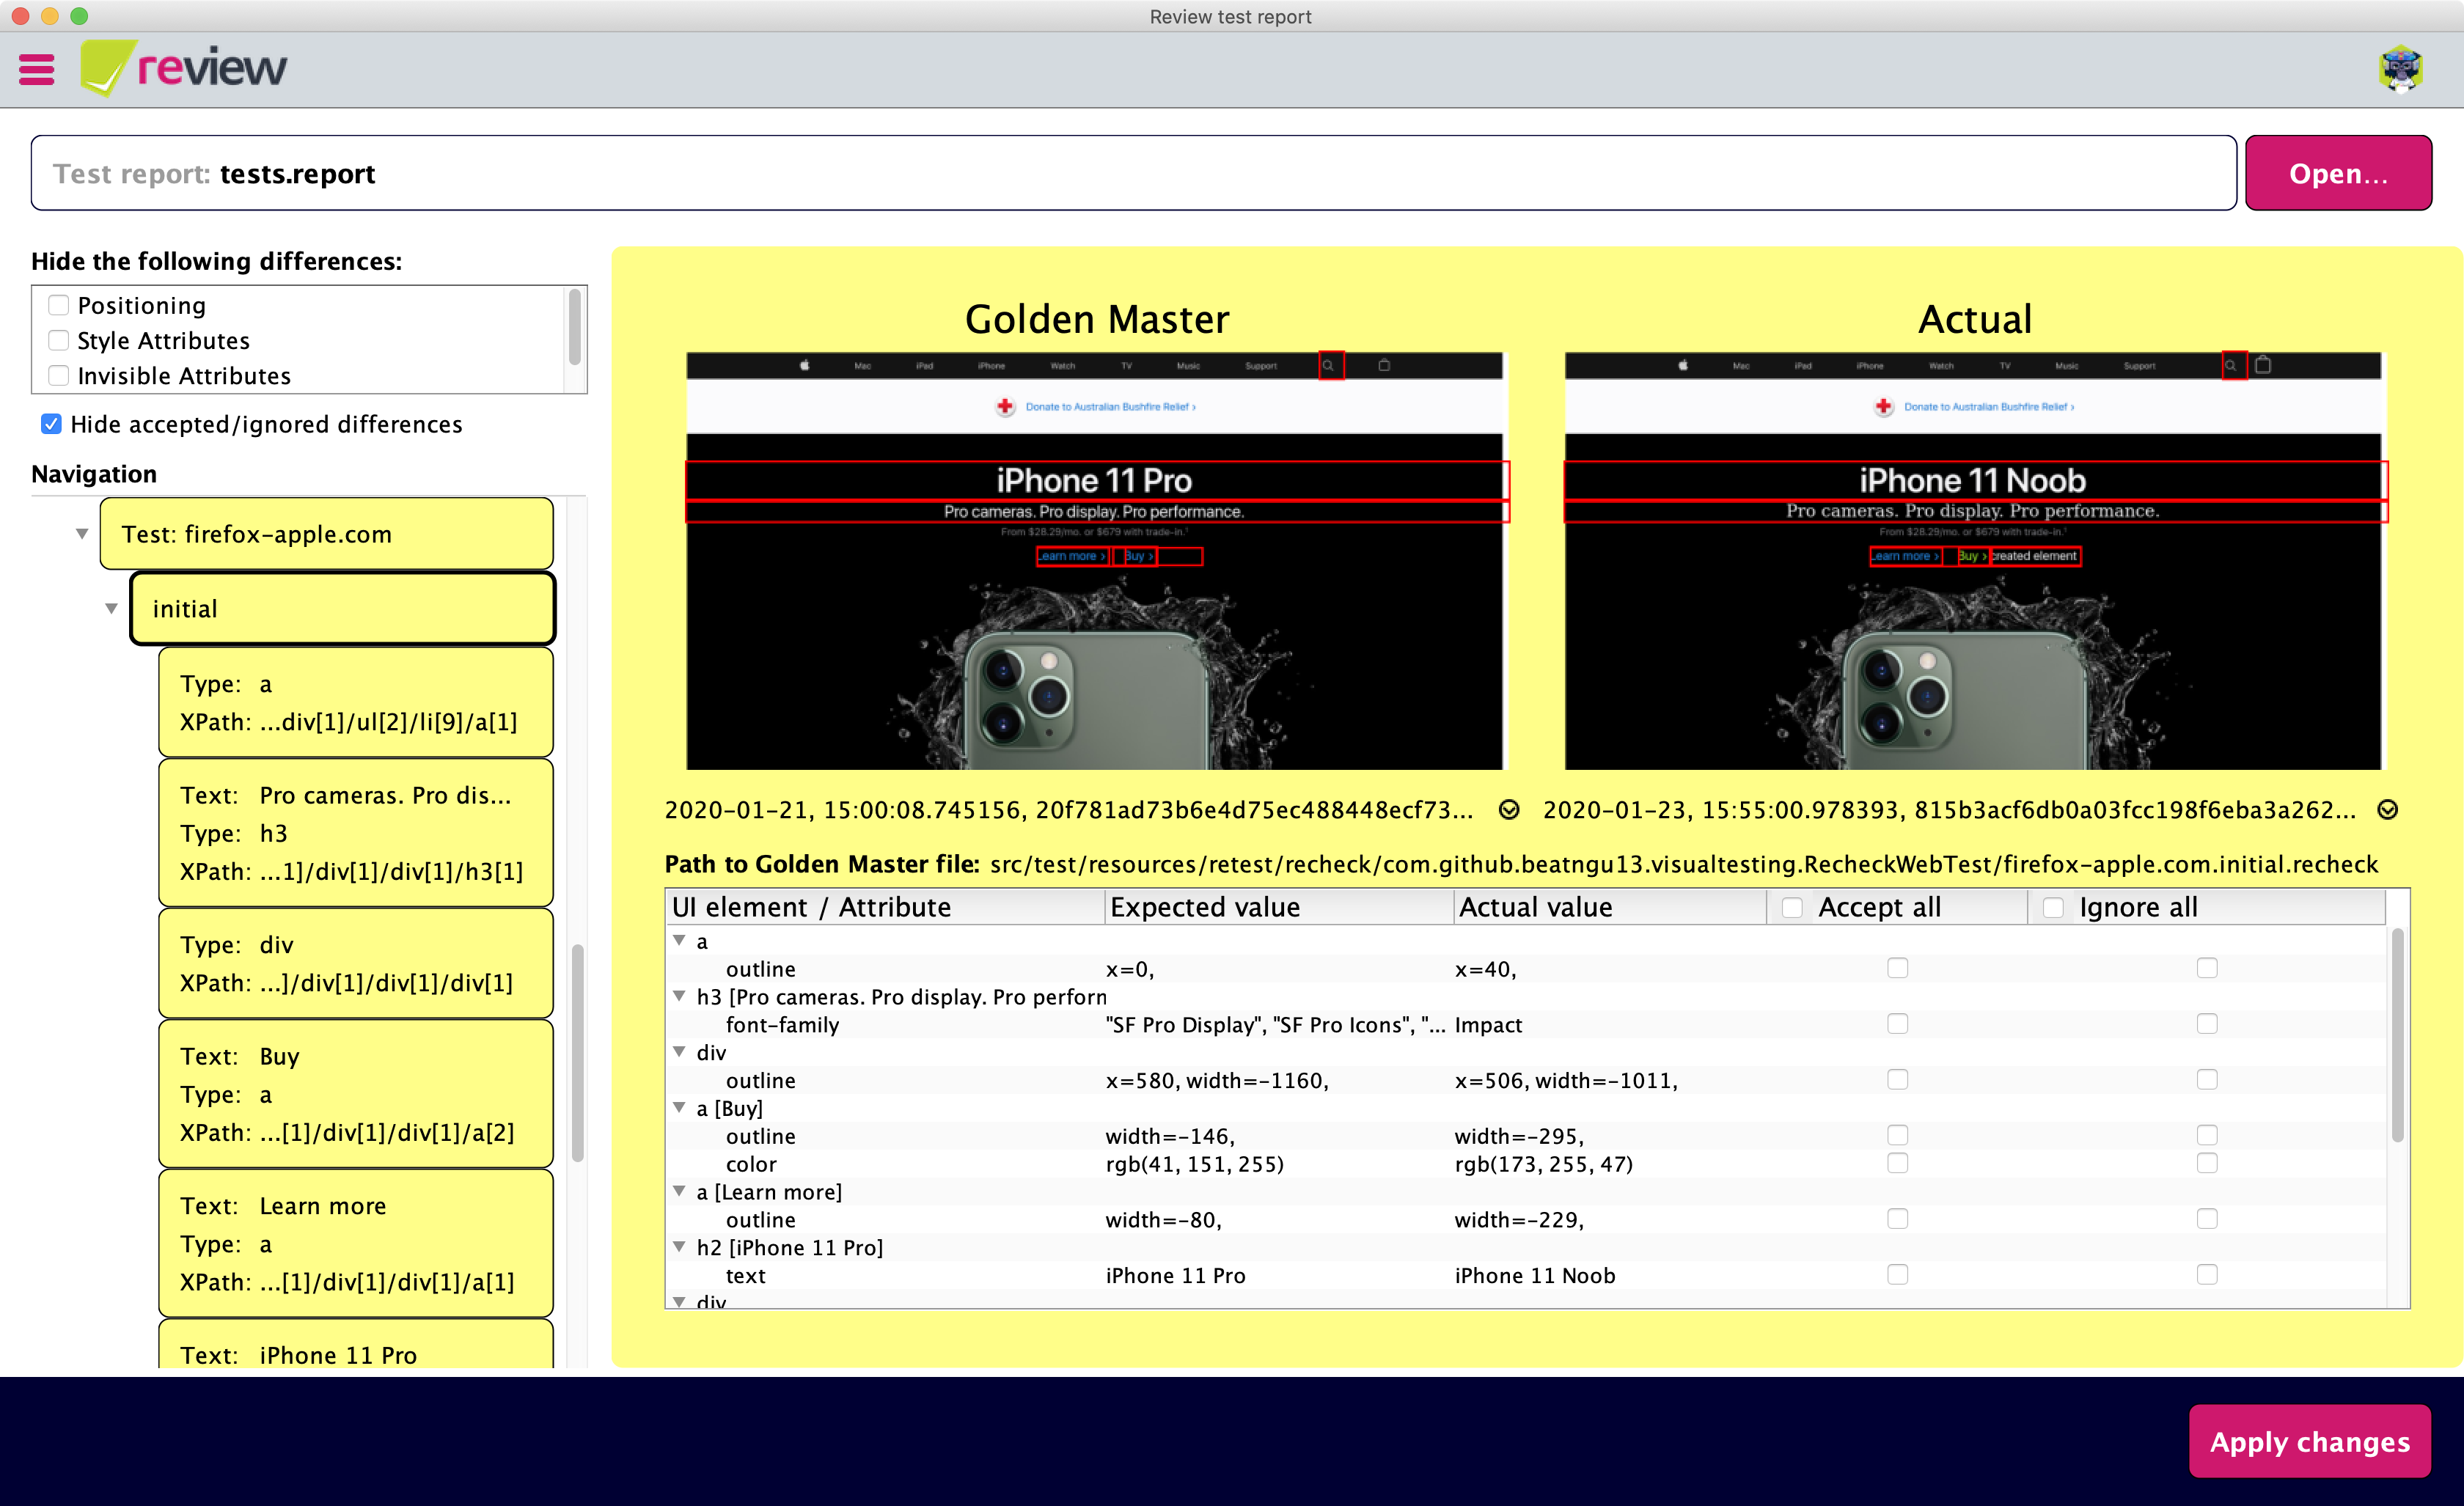 Review test report
review
Test report: tests.report
Open...
Hide the following differences:
Positioning
Style Attributes
Invisible Attributes
Hide accepted/ignored differences
Navigation
Test: firefox-apple.com
initial
Type: a
XPath: ...div[1]/ul[2]/li[9]/a[1]
Text: Pro cameras. Pro dis...
Type: h3
XPath: ...1]/div[1]/div[1]/h3[1]
Type: div
XPath: ...]/div[1]/div[1]/div[1]
Text: Buy
Type: a
XPath: ...[1]/div[1]/div[1]/a[2]
Text: Learn more
Type: a
XPath: ...[1]/div[1]/div[1]/a[1]
Text: iPhone 11 Pro
Golden Master
Mac iPad iPhone Watch TV Music Support
Donate to Australian Bushfire Relief ›
iPhone 11 Pro
Pro cameras. Pro display. Pro performance.
From $28.29/mo. or $679 with trade-in.¹
Learn more › Buy ›
Actual
Mac iPad iPhone Watch TV Music Support
Donate to Australian Bushfire Relief ›
iPhone 11 Noob
Pro cameras. Pro display. Pro performance.
From $28.29/mo. or $679 with trade-in.¹
Learn more › Buy › created element
2020-01-21, 15:00:08.745156, 20f781ad73b6e4d75ec488448ecf73...
2020-01-23, 15:55:00.978393, 815b3acf6db0a03fcc198f6eba3a262...
Path to Golden Master file: src/test/resources/retest/recheck/com.github.beatngu13.visualtesting.RecheckWebTest/firefox-apple.com.initial.recheck
UI element / Attribute Expected value Actual value Accept all Ignore all
a
outline x=0, x=40,
h3 [Pro cameras. Pro display. Pro perform
font-family "SF Pro Display", "SF Pro Icons", "... Impact
div
outline x=580, width=-1160, x=506, width=-1011,
a [Buy]
outline width=-146, width=-295,
color rgb(41, 151, 255) rgb(173, 255, 47)
a [Learn more]
outline width=-80, width=-229,
h2 [iPhone 11 Pro]
text iPhone 11 Pro iPhone 11 Noob
div
Apply changes